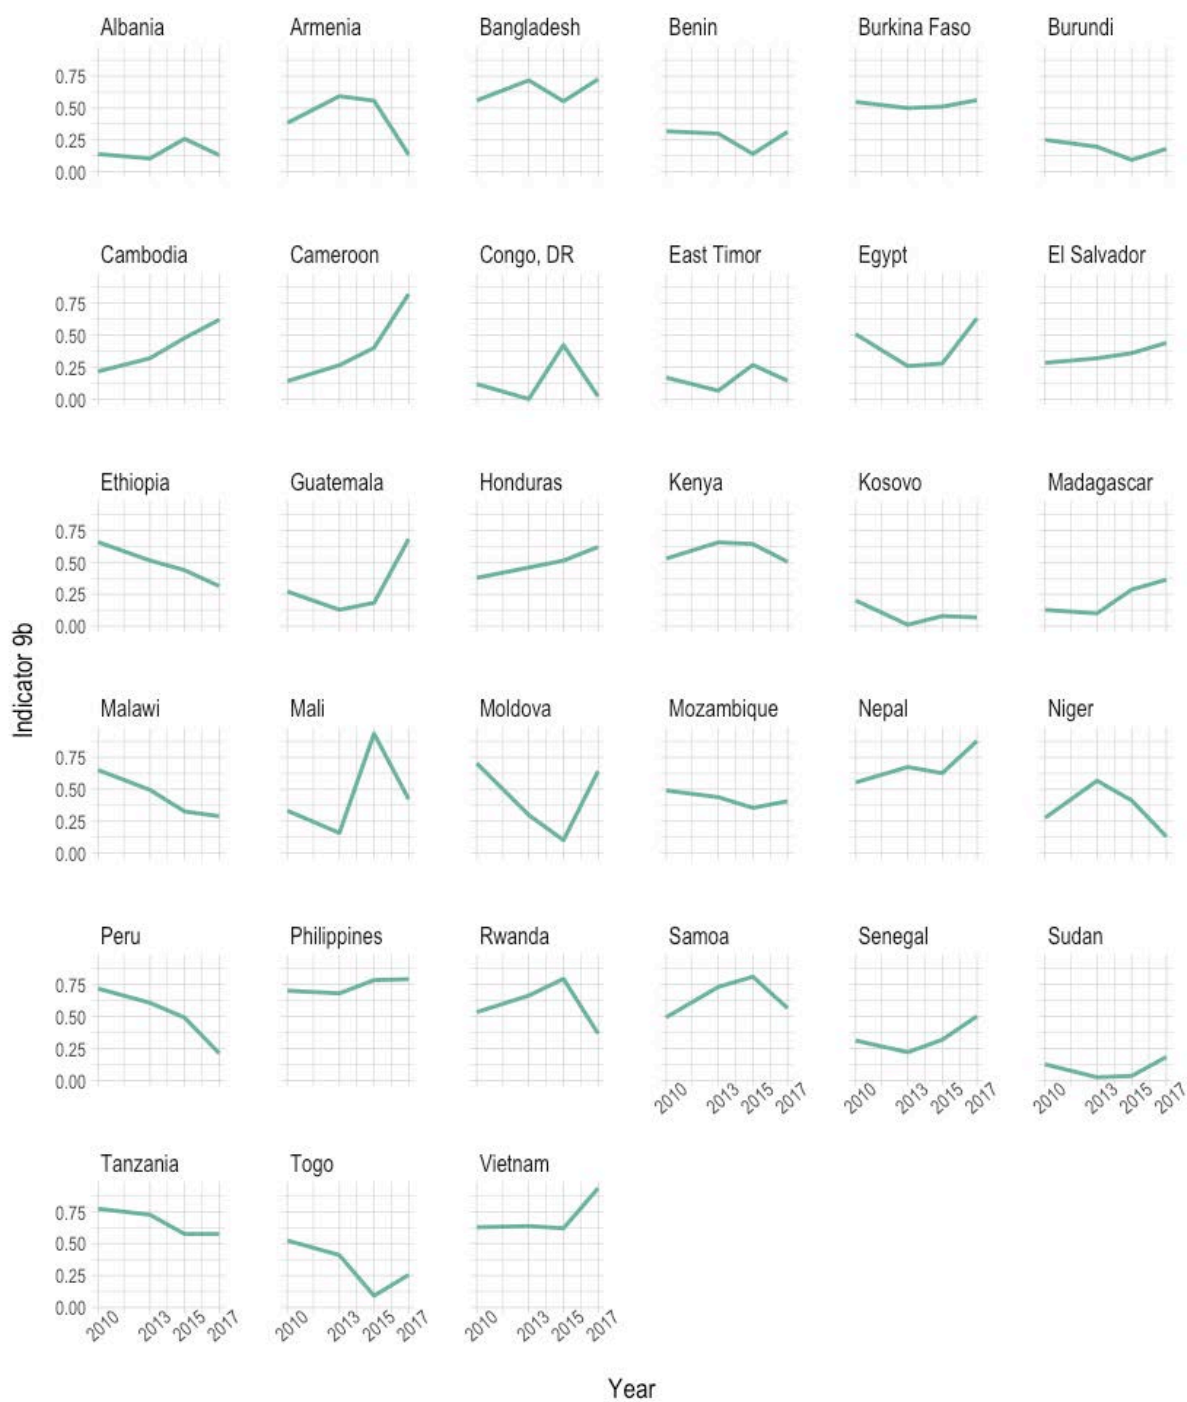 Albania Armenia Bangladesh Benin Burkina Faso Burundi
0.75
0.50
0.25
0.00
Cambodia Cameroon Congo, DR East Timor Egypt El Salvador
0.75
0.50
0.25
0.00
Ethiopia Guatemala Honduras Kenya Kosovo Madagascar
0.75
0.50
0.25
0.00
Indicator 9b
Malawi Mali Moldova Mozambique Nepal Niger
0.75
0.50
0.25
0.00
Peru Philippines Rwanda Samoa Senegal Sudan
0.75
0.50
0.25
0.00
2010 2013 2015 2017 2010 2013 2015 2017 2010 2013 2015 2017
Tanzania Togo Vietnam
0.75
0.50
0.25
0.00
2010 2013 2015 2017 2010 2013 2015 2017 2010 2013 2015 2017
Year